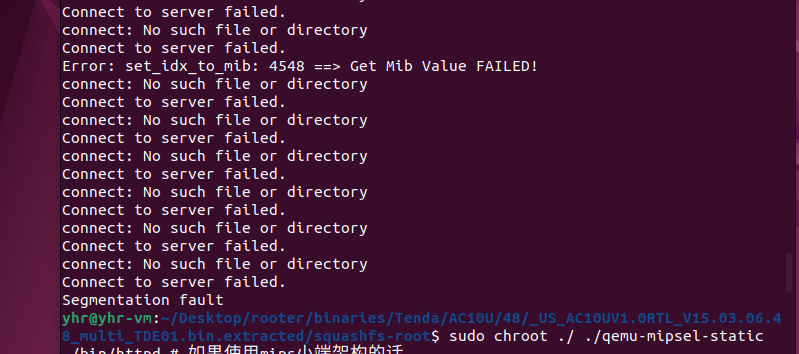 Connect to server failed.
connect: No such file or directory
Connect to server failed.
Error: set_idx_to_mib: 4548 ==> Get Mib Value FAILED!
connect: No such file or directory
Connect to server failed.
connect: No such file or directory
Connect to server failed.
connect: No such file or directory
Connect to server failed.
connect: No such file or directory
Connect to server failed.
connect: No such file or directory
Connect to server failed.
connect: No such file or directory
Connect to server failed.
Segmentation fault
yhr@yhr-vm:~/Desktop/rooter/binaries/Tenda/AC10U/48/_US_AC10UV1.0RTL_V15.03.06.4
8_multi_TDE01.bin.extracted/squashfs-root$ sudo chroot ./ ./qemu-mipsel-static
./bin/httpd # 如果使用mips小端架构的话